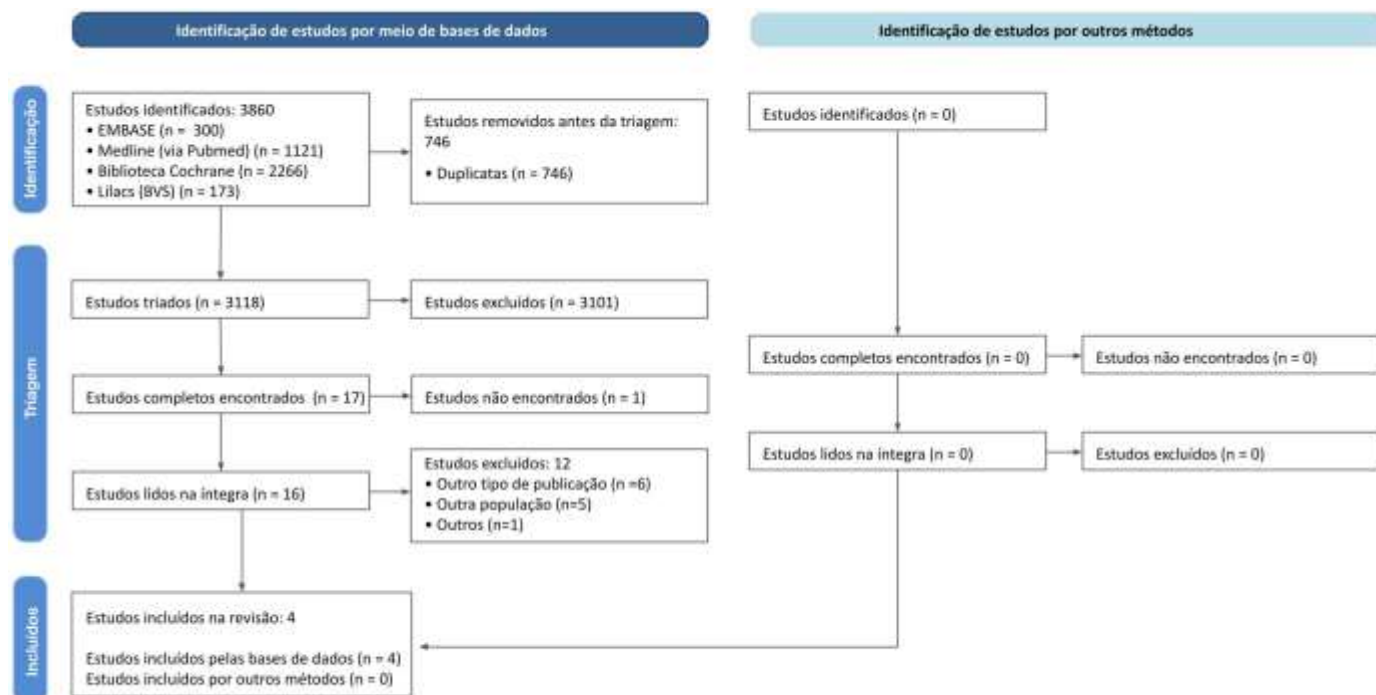 Identificação de estudos por meio de bases de dados
Identificação de estudos por outros métodos
Identificação
Estudos identificados: 3860
• EMBASE (n = 300)
• Medline (via Pubmed) (n = 1121)
• Biblioteca Cochrane (n = 2266)
• Lilacs (BVS) (n = 173)
Estudos removidos antes da triagem:
746
• Duplicatas (n = 746)
Estudos identificados (n = 0)
Triagem
Estudos triados (n = 3118)
Estudos excluídos (n = 3101)
Estudos completos encontrados (n = 17)
Estudos não encontrados (n = 1)
Estudos completos encontrados (n = 0)
Estudos não encontrados (n = 0)
Estudos lidos na íntegra (n = 16)
Estudos excluídos: 12
• Outro tipo de publicação (n =6)
• Outra população (n=5)
• Outros (n=1)
Estudos lidos na íntegra (n = 0)
Estudos excluídos (n = 0)
Incluídos
Estudos incluídos na revisão: 4
Estudos incluídos pelas bases de dados (n = 4)
Estudos incluídos por outros métodos (n = 0)